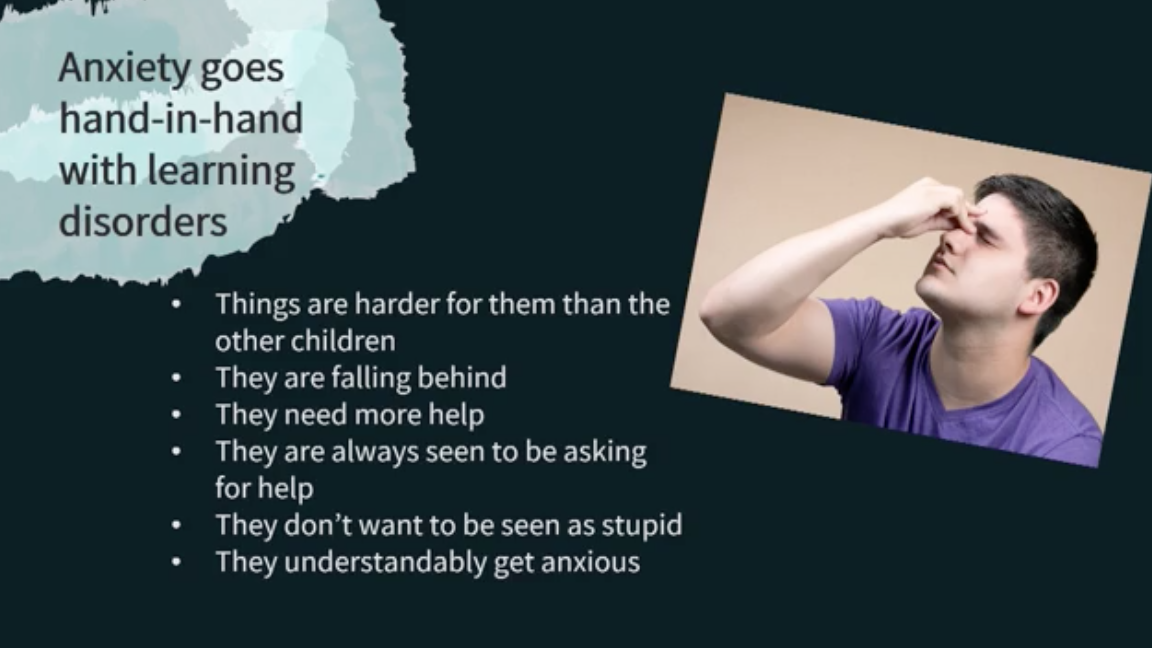 Anxiety goes
hand-in-hand
with learning
disorders
• Things are harder for them than the
other children
• They are falling behind
• They need more help
• They are always seen to be asking
for help
• They don’t want to be seen as stupid
• They understandably get anxious